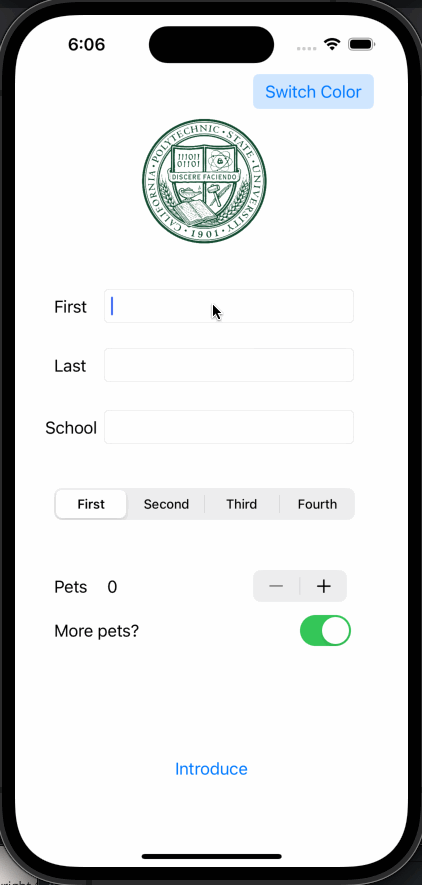 6:06
Switch Color
CALIFORNIA • POLYTECHNIC • STATE • UNIVERSITY
111011
01101
DISCERE FACIENDO
1901
First
Last
School
First Second Third Fourth
Pets 0
More pets?
Introduce